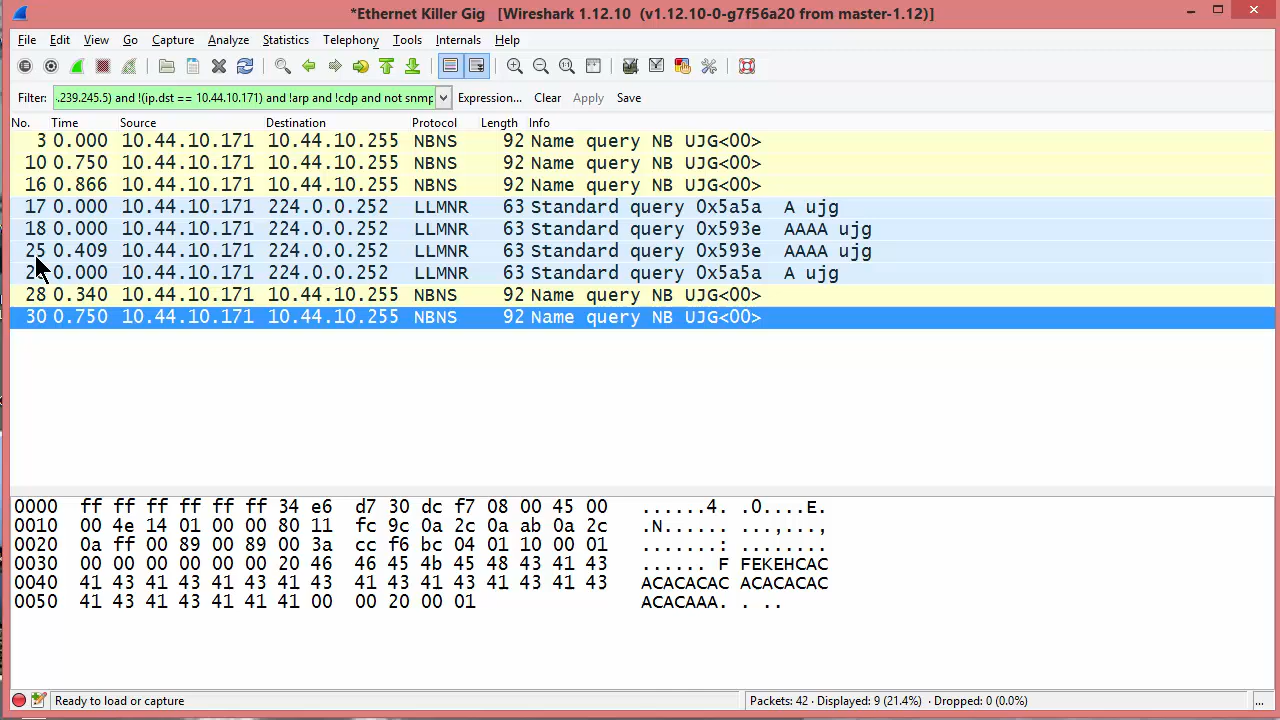 *Ethernet Killer Gig [Wireshark 1.12.10 (v1.12.10-0-g7f56a20 from master-1.12)]
File Edit View Go Capture Analyze Statistics Telephony Tools Internals Help
Filter: .239.245.5) and !(ip.dst == 10.44.10.171) and !arp and !cdp and not snmp Expression... Clear Apply Save
No. Time Source Destination Protocol Length Info
3 0.000 10.44.10.171 10.44.10.255 NBNS 92 Name query NB UJG<00>
10 0.750 10.44.10.171 10.44.10.255 NBNS 92 Name query NB UJG<00>
16 0.866 10.44.10.171 10.44.10.255 NBNS 92 Name query NB UJG<00>
17 0.000 10.44.10.171 224.0.0.252 LLMNR 63 Standard query 0x5a5a A ujg
18 0.000 10.44.10.171 224.0.0.252 LLMNR 63 Standard query 0x593e AAAA ujg
25 0.409 10.44.10.171 224.0.0.252 LLMNR 63 Standard query 0x593e AAAA ujg
0.000 10.44.10.171 224.0.0.252 LLMNR 63 Standard query 0x5a5a A ujg
28 0.340 10.44.10.171 10.44.10.255 NBNS 92 Name query NB UJG<00>
30 0.750 10.44.10.171 10.44.10.255 NBNS 92 Name query NB UJG<00>
0000 ff ff ff ff ff ff 34 e6 d7 30 dc f7 08 00 45 00 ......4. .0....E.
0010 00 4e 14 01 00 00 80 11 fc 9c 0a 2c 0a ab 0a 2c .N...... ...,...,
0020 0a ff 00 89 00 89 00 3a cc f6 bc 04 01 10 00 01 .......: ........
0030 00 00 00 00 00 00 20 46 46 45 4b 45 48 43 41 43 ...... F FEKEHCAC
0040 41 43 41 43 41 43 41 43 41 43 41 43 41 43 41 43 ACACACAC ACACACAC
0050 41 43 41 43 41 41 41 00 00 20 00 01 ACACAAA. . ..
Ready to load or capture Packets: 42 · Displayed: 9 (21.4%) · Dropped: 0 (0.0%) ...